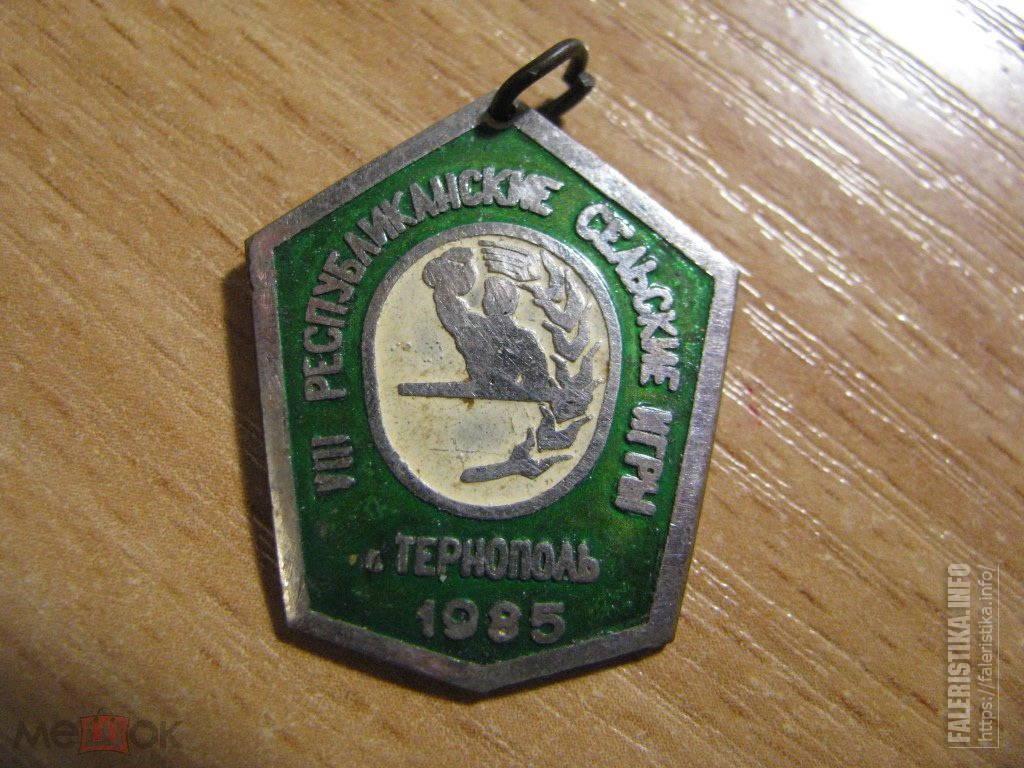 VIII РЕСПУБЛИКАНСКИЕ СЕЛЬСКИЕ ИГРЫ
г. ТЕРНОПОЛЬ
1985
мешок
FALERISTIKA.INFO
https://faleristika.info/